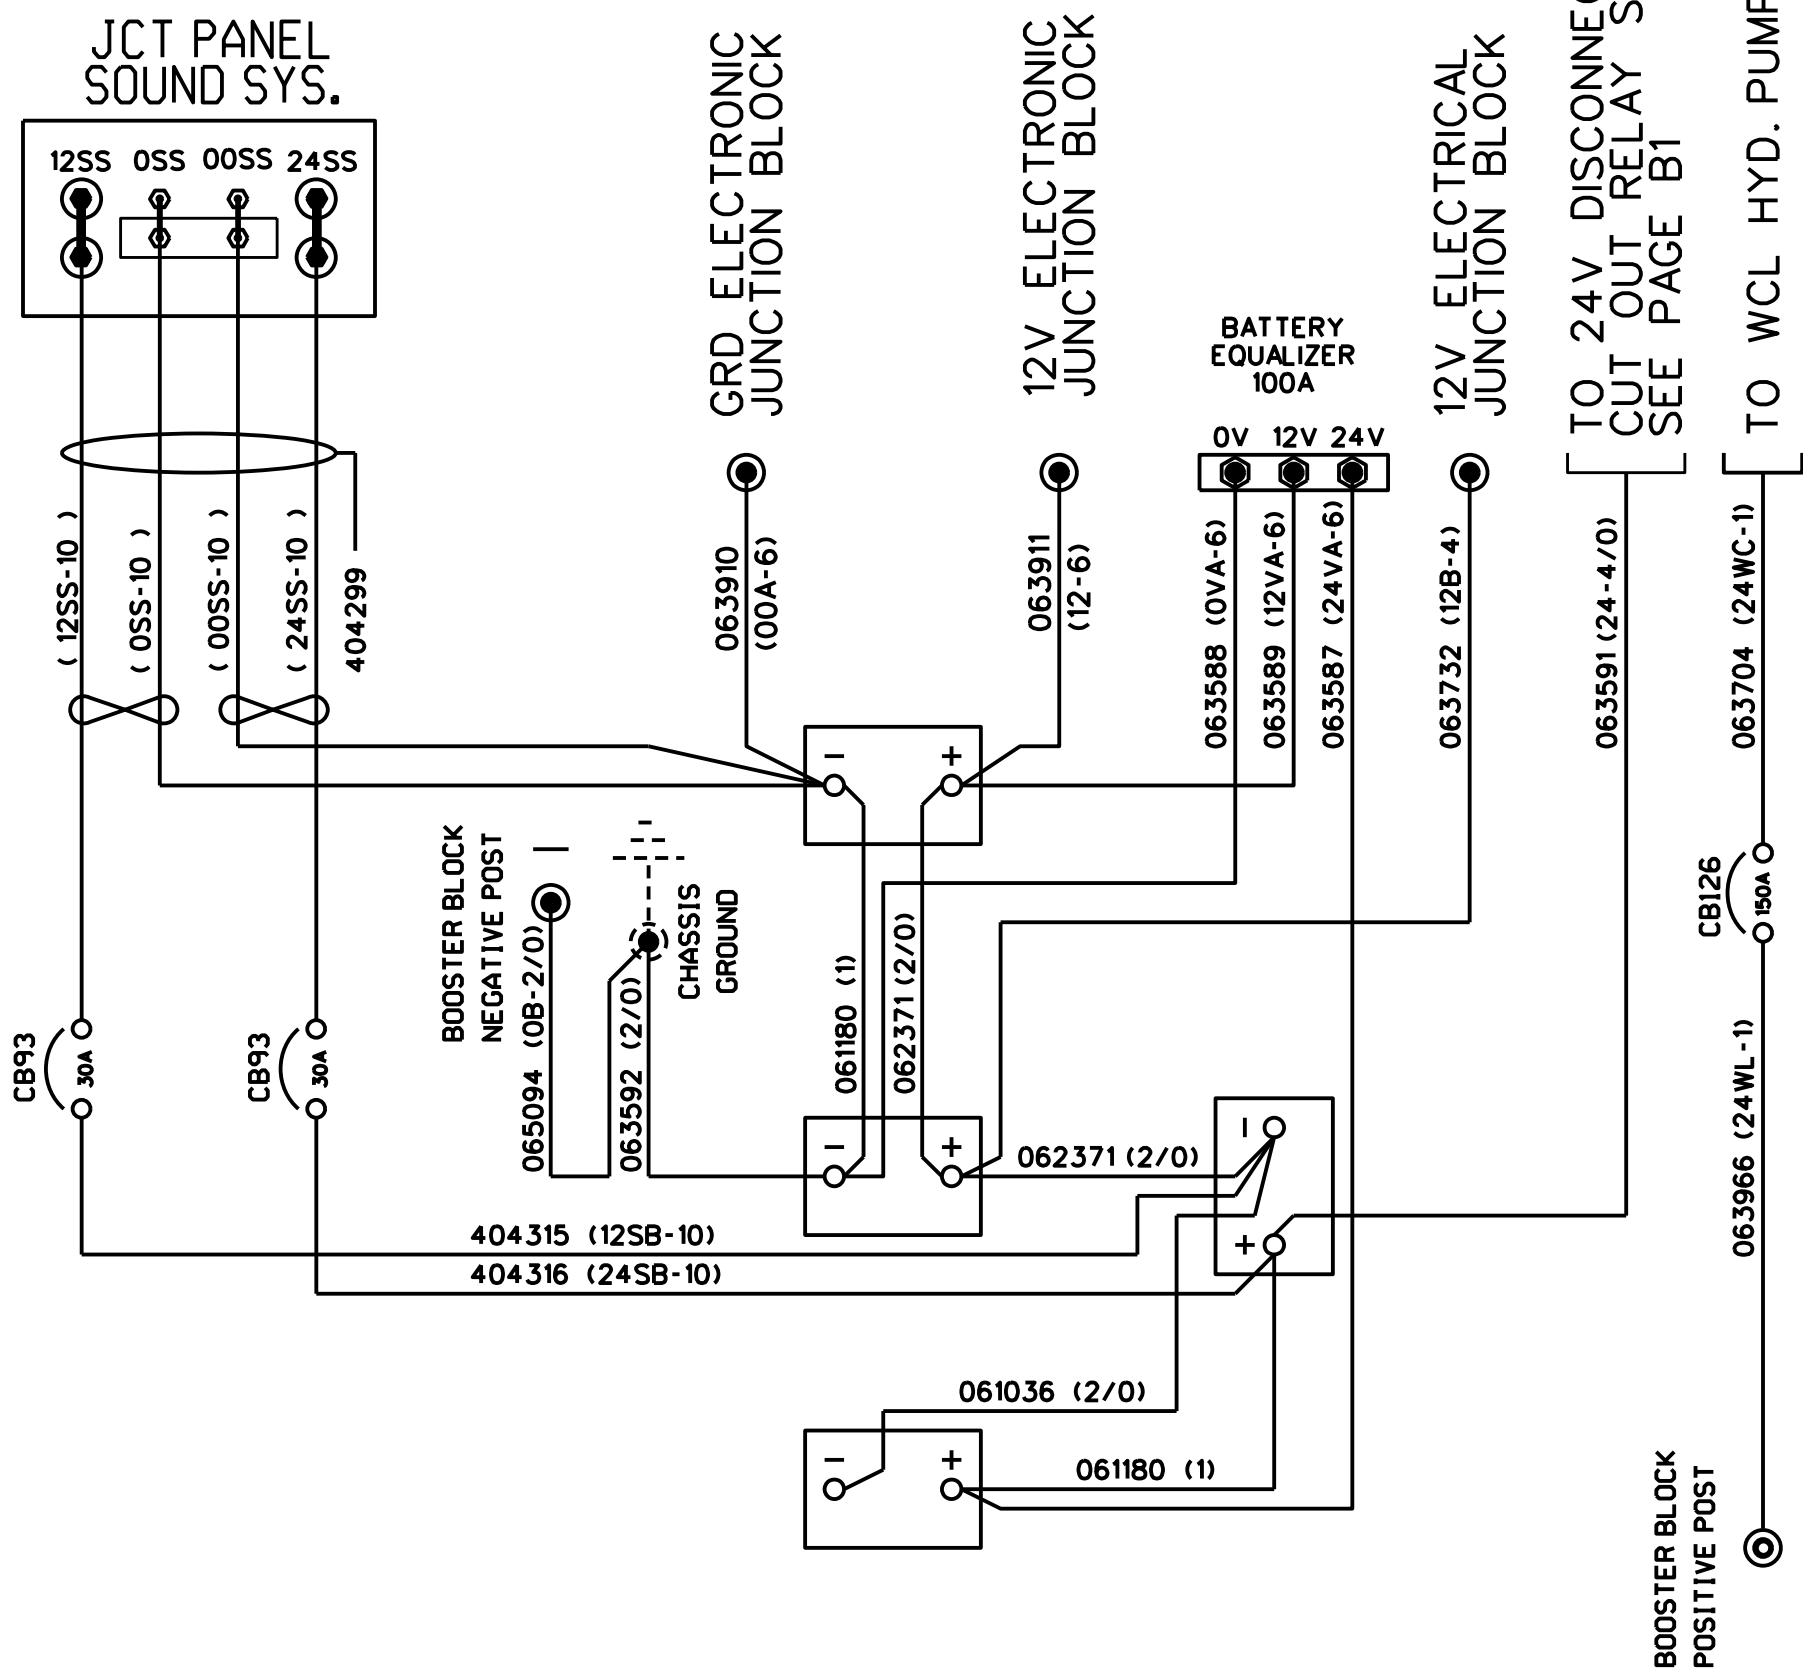 JCT PANEL
SOUND SYS.
12SS 0SS 00SS 24SS
( 12SS-10 )
( 0SS-10 )
( 00SS-10 )
( 24SS-10 )
404299
GRD ELECTRONIC
JUNCTION BLOCK
12V ELECTRONIC
JUNCTION BLOCK
BATTERY
EQUALIZER
100A
0V 12V 24V
12V ELECTRICAL
JUNCTION BLOCK
TO 24V
CUT OUT RELAY
SEE PAGE B1
TO WCL HYD. PUMP
063910
(00A-6)
063911
(12-6)
063588 (0VA-6)
063589 (12VA-6)
063587 (24VA-6)
063732 (12B-4)
063591 (24-4/0)
063704 (24WC-1)
- +
BOOSTER BLOCK
NEGATIVE POST
CHASSIS
GROUND
065094 (0B-2/0)
063592 (2/0)
061180 (1)
062371 (2/0)
CB126
150A
CB93
30A
CB93
30A
063966 (24WL-1)
- +
062371 (2/0)
-
+
404315 (12SB-10)
404316 (24SB-10)
061036 (2/0)
- +
061180 (1)
BOOSTER BLOCK
POSITIVE POST